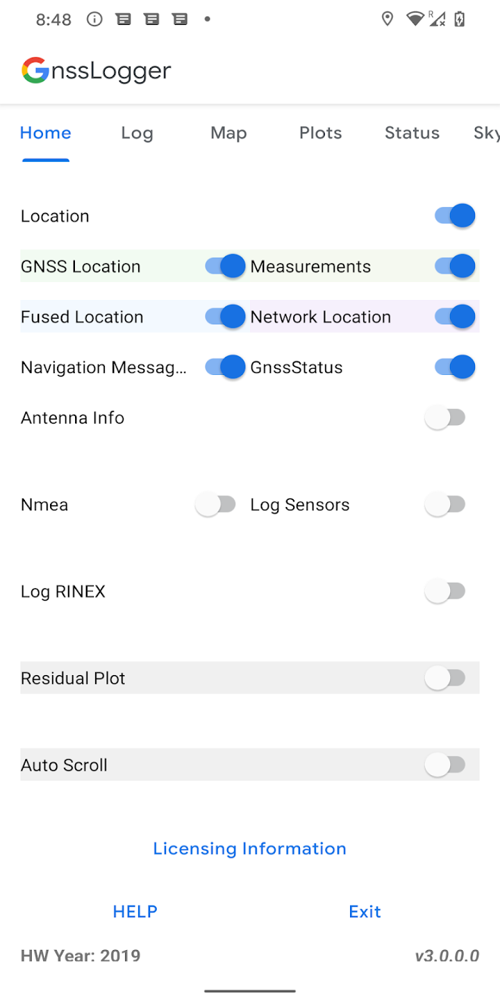 8:48
GnssLogger
Home Log Map Plots Status Sky
Location
GNSS Location Measurements
Fused Location Network Location
Navigation Messag... GnssStatus
Antenna Info
Nmea Log Sensors
Log RINEX
Residual Plot
Auto Scroll
Licensing Information
HELP Exit
HW Year: 2019 v3.0.0.0